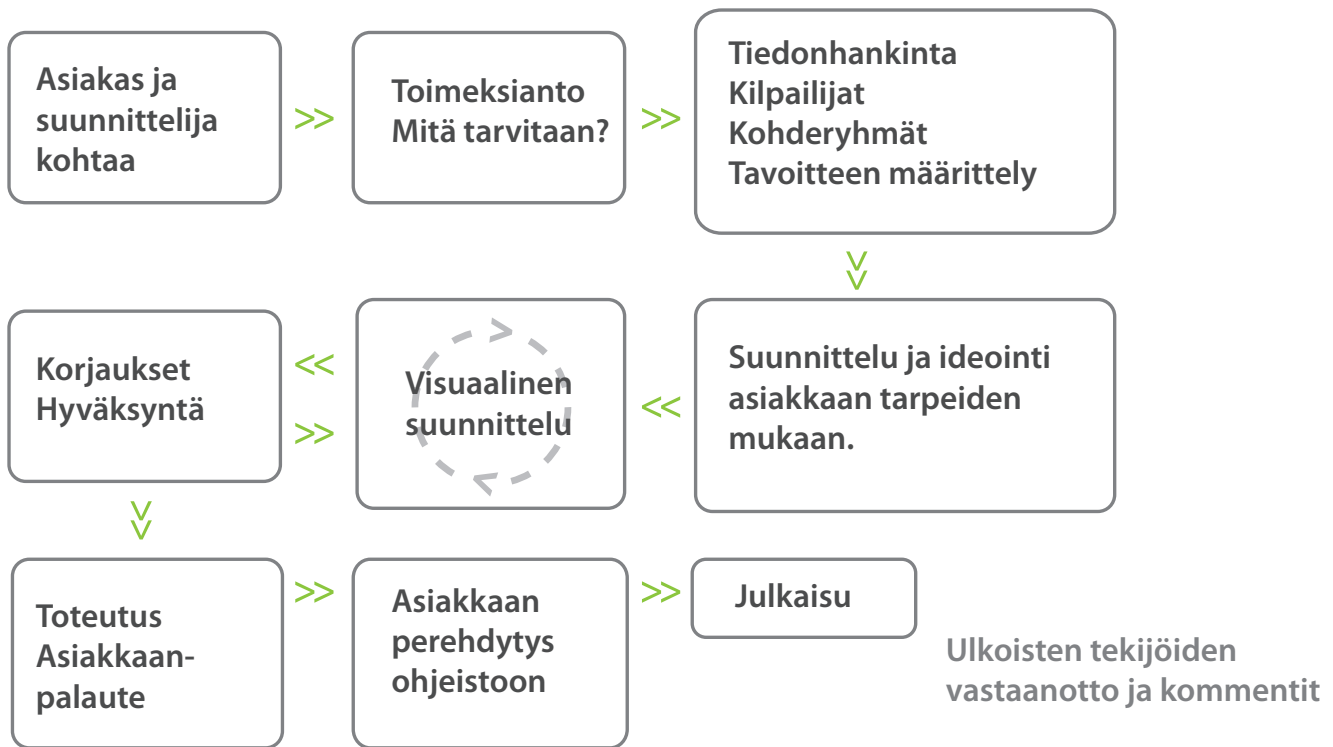 Asiakas ja
suunnittelija
kohtaa
>>
Toimeksianto
Mitä tarvitaan?
>>
Tiedonhankinta
Kilpailijat
Kohderyhmät
Tavoitteen määrittely
>>
Suunnittelu ja ideointi
asiakkaan tarpeiden
mukaan.
<<
Visuaalinen
suunnittelu
<<
>>
Korjaukset
Hyväksyntä
>>
Toteutus
Asiakkaan-
palaute
>>
Asiakkaan
perehdytys
ohjeistoon
>>
Julkaisu
Ulkoisten tekijöiden
vastaanotto ja kommentit